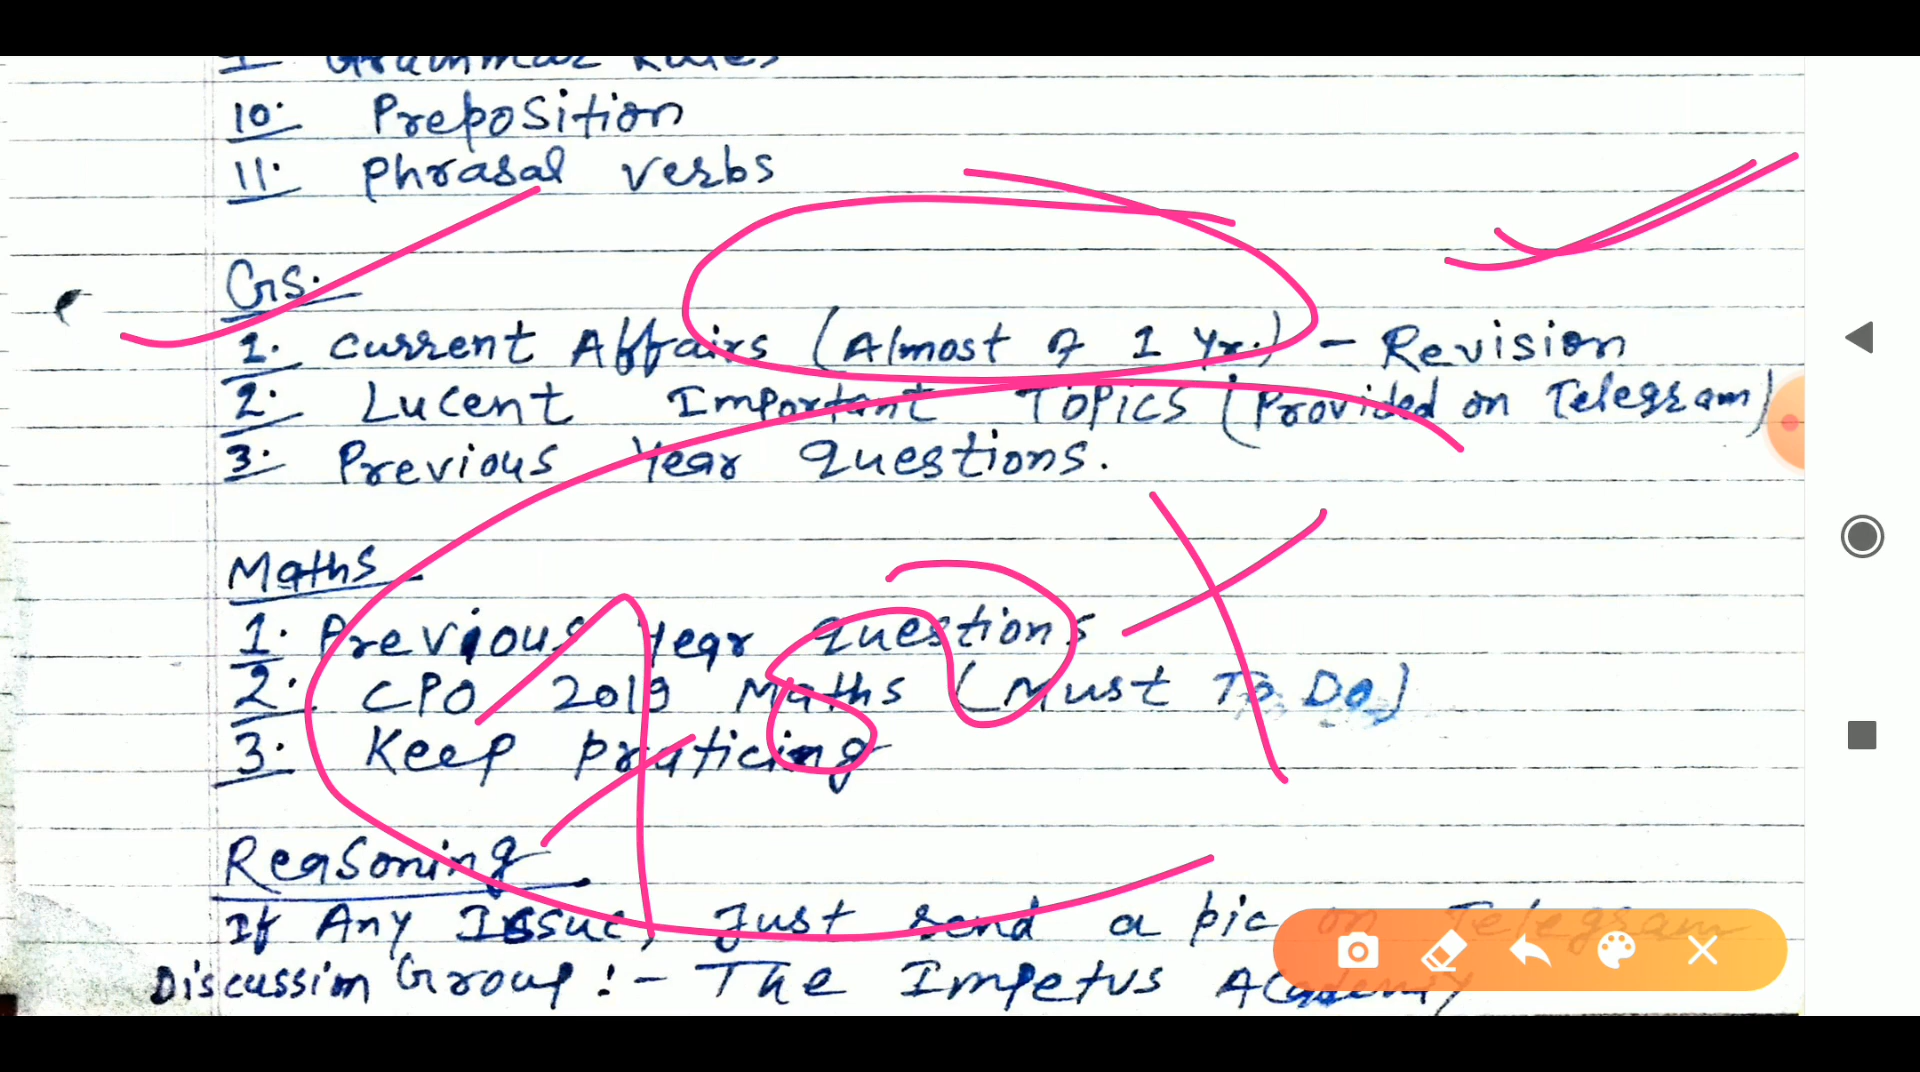 Grammar Rules
10. Preposition
11. Phrasal verbs
GS.
1. Current Affairs (Almost of 1 Yr.) - Revision
2. Lucent Important Topics (Provided on Telegram)
3. Previous Year Questions.
Maths
1. Previous Year Questions
2. CPO 2019 Maths (Must To Do)
3. Keep praticing
Reasoning
If Any Issue, Just send a pic on Telegram
Discussion Group :- The Impetus Academy